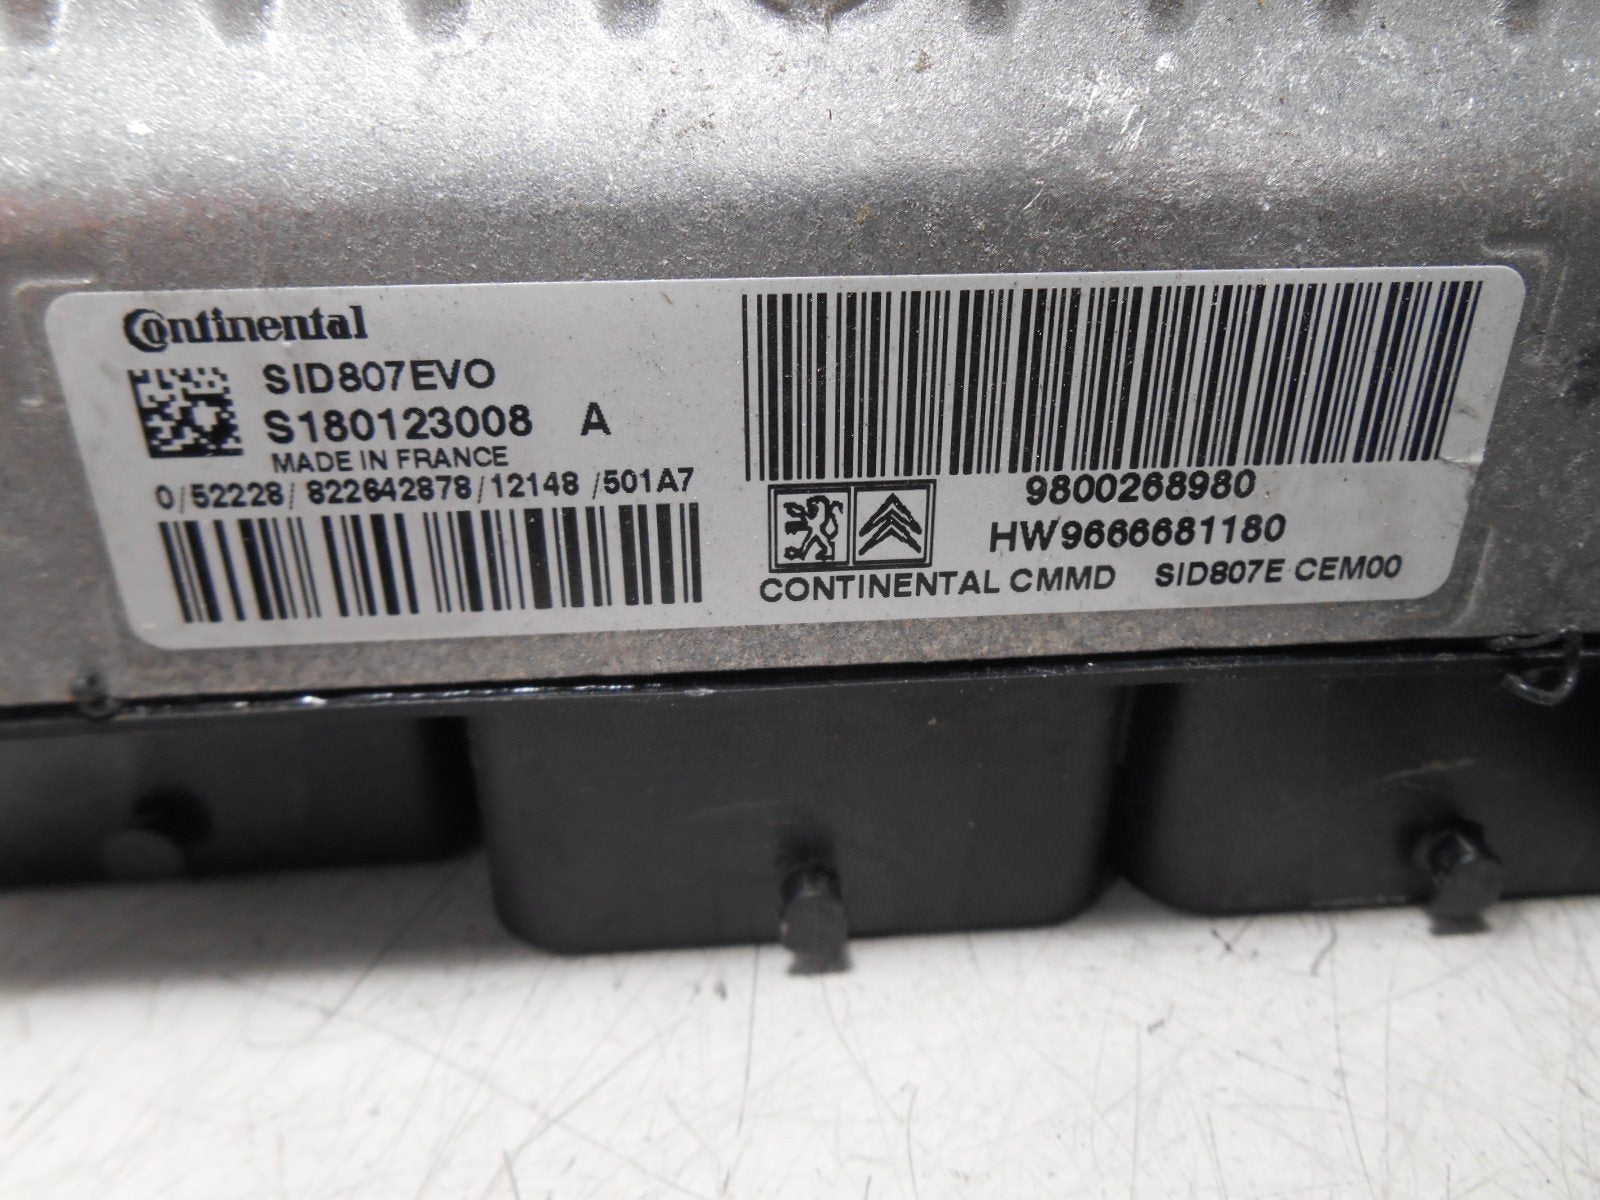 Continental
SID807EVO
S180123008 A
MADE IN FRANCE
0/52228/822642878/12148/501A7
9800268980
HW9666681180
CONTINENTAL CMMD SID807E CEM00